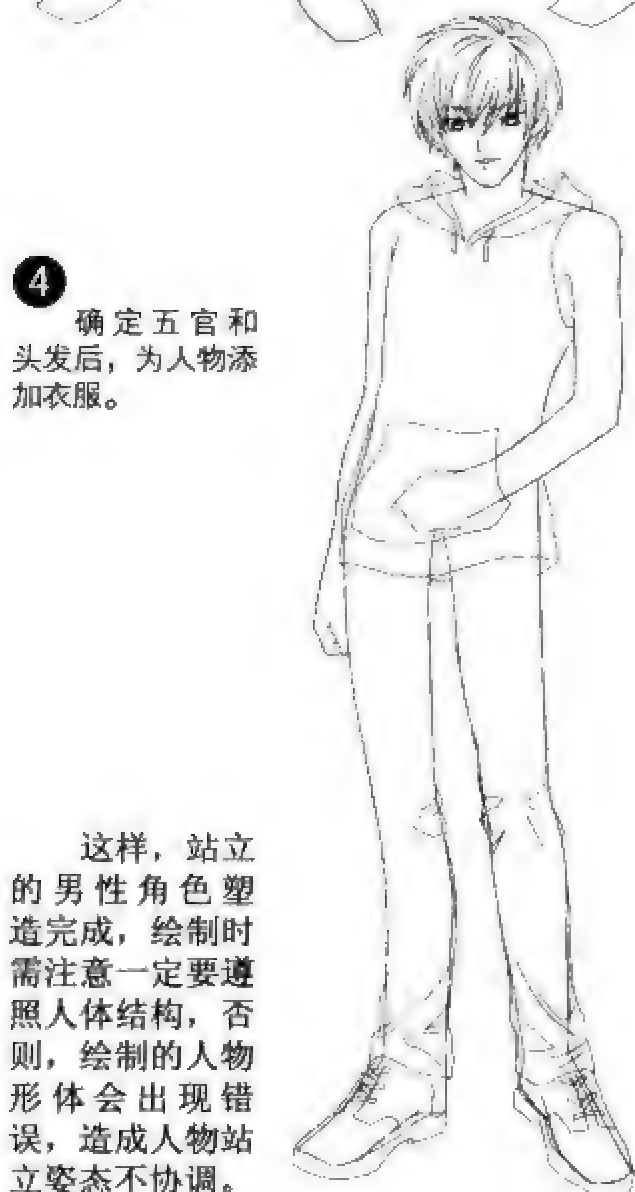 4
确定五官和
头发后，为人物添
加衣服。
这样，站立
的男性角色塑
造完成，绘制时
需注意一定要遵
照人体结构，否
则，绘制的人物
形体会出现错
误，造成人物站
立姿态不协调。